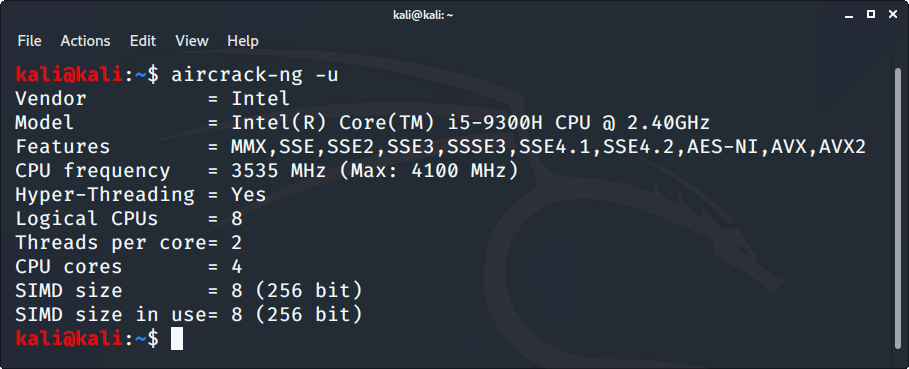 kali@kali: ~
File Actions Edit View Help
kali@kali:~$ aircrack-ng -u
Vendor          = Intel
Model           = Intel(R) Core(TM) i5-9300H CPU @ 2.40GHz
Features        = MMX,SSE,SSE2,SSE3,SSSE3,SSE4.1,SSE4.2,AES-NI,AVX,AVX2
CPU frequency   = 3535 MHz (Max: 4100 MHz)
Hyper-Threading = Yes
Logical CPUs    = 8
Threads per core= 2
CPU cores       = 4
SIMD size       = 8 (256 bit)
SIMD size in use= 8 (256 bit)
kali@kali:~$